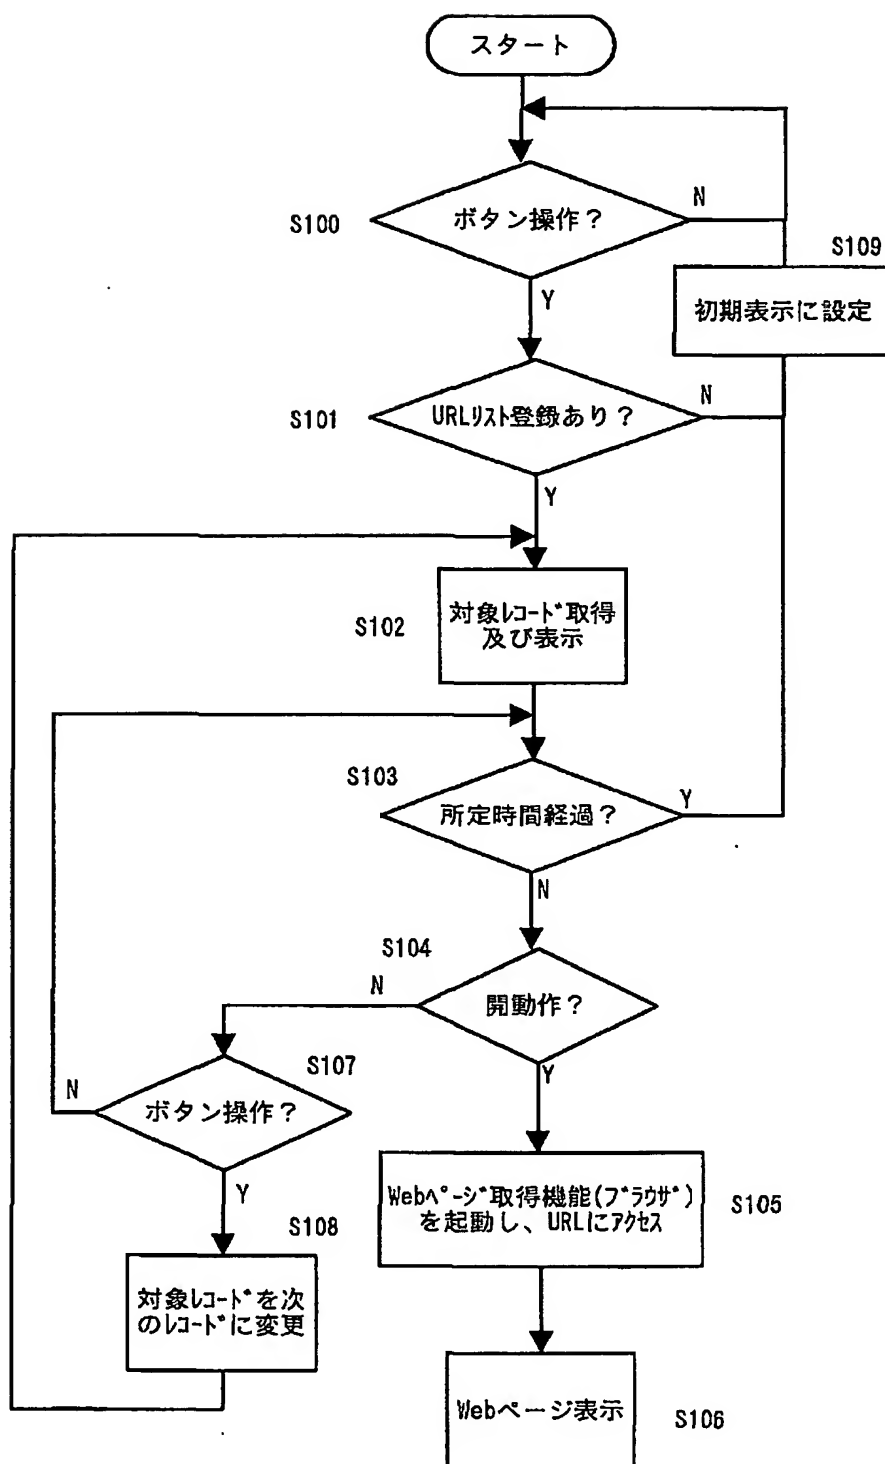 スタート
S100
ボタン操作？
N
Y
S109
初期表示に設定
S101
URLリスト登録あり？
N
Y
S102
対象レコード取得
及び表示
S103
所定時間経過？
Y
N
S104
開動作？
N
Y
S107
ボタン操作？
N
Y
S105
Webページ取得機能(ブラウザ)
を起動し、URLにアクセス
S108
対象レコードを次
のレコードに変更
Webページ表示
S106